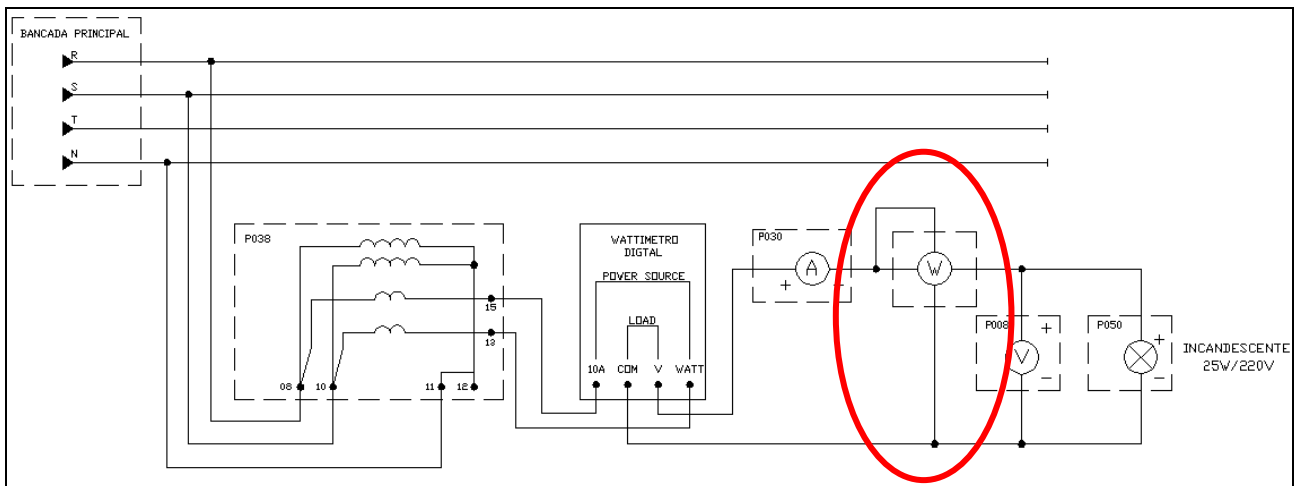 BANCADA PRINCIPAL
R
S
T
N
P038
15
13
08
10
11
12
WATTIMETRO
DIGTAL
POWER SOURCE
LOAD
10A COM V WATT
P030
A
+ -
W
P008
+
V
-
P050
+
-
INCANDESCENTE
25W/220V